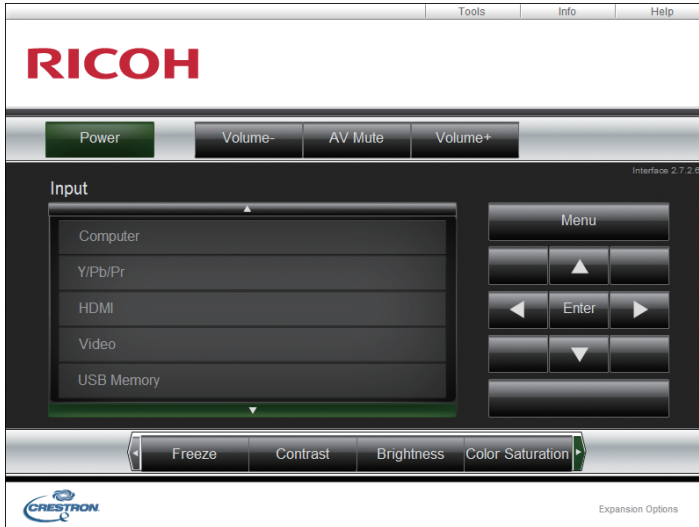 Tools Info Help
RICOH
Power Volume- AV Mute Volume+
Interface 2.7.2.6
Input
Computer
Y/Pb/Pr
HDMI
Video
USB Memory
Menu
Enter
Freeze Contrast Brightness Color Saturation
CRESTRON
Expansion Options